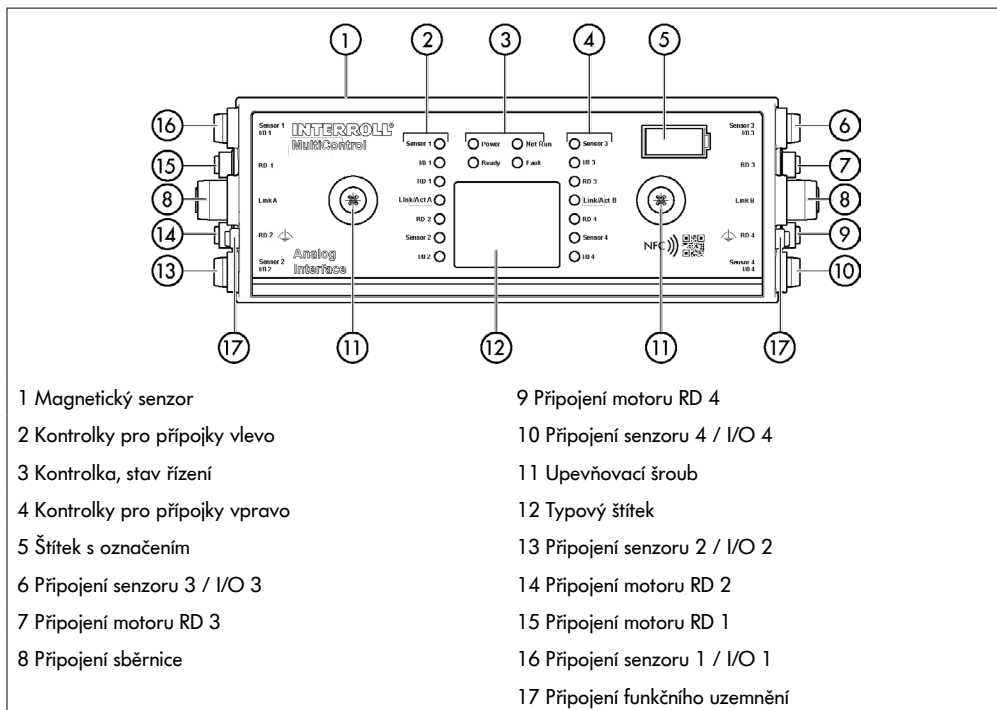 1 2 3 4 5
16 Sensor 1 I/O 1 INTERROLL® MultiControl Sensor 1 Power Net Run Sensor 3 Sensor 3 I/O 3 6
I/O 1 Ready Fault I/O 3
15 RD 1 RD 1 RD 3 RD 3 7
8 Link A Link/Act A Link/Act B Link B 8
14 RD 2 RD 2 RD 4 RD 4 9
Analog Interface Sensor 2 Sensor 4 NFC
13 Sensor 2 I/O 2 I/O 2 I/O 4 Sensor 4 I/O 4 10
17 11 12 11 17
1 Magnetický senzor
2 Kontrolky pro přípojky vlevo
3 Kontrolka, stav řízení
4 Kontrolky pro přípojky vpravo
5 Štítek s označením
6 Připojení senzoru 3 / I/O 3
7 Připojení motoru RD 3
8 Připojení sběrnice
9 Připojení motoru RD 4
10 Připojení senzoru 4 / I/O 4
11 Upevňovací šroub
12 Typový štítek
13 Připojení senzoru 2 / I/O 2
14 Připojení motoru RD 2
15 Připojení motoru RD 1
16 Připojení senzoru 1 / I/O 1
17 Připojení funkčního uzemnění